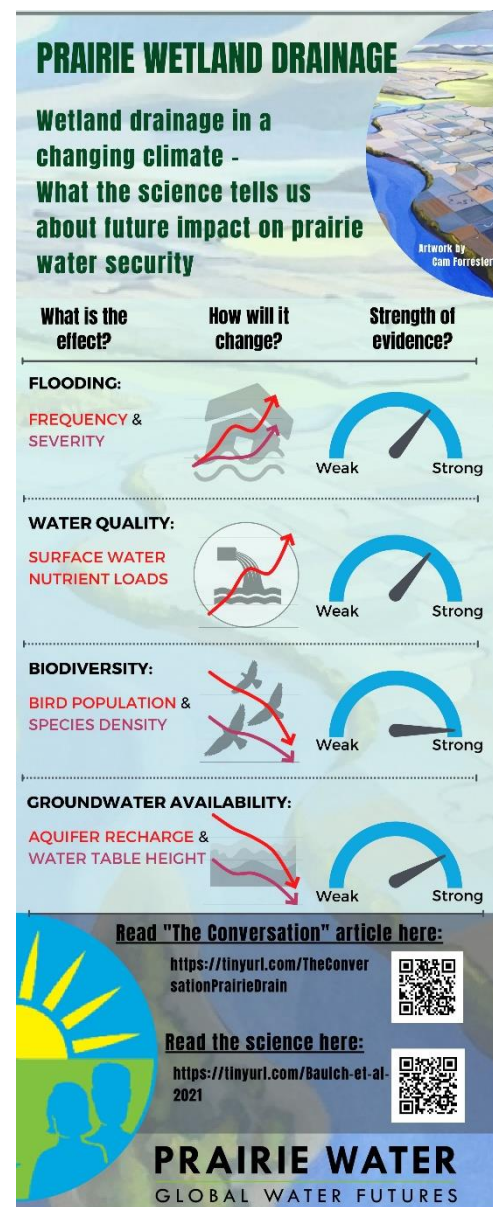 PRAIRIE WETLAND DRAINAGE
Wetland drainage in a
changing climate -
What the science tells us
about future impact on prairie
water security
Artwork by
Cam Forrester
What is the
effect?
How will it
change?
Strength of
evidence?
FLOODING:
FREQUENCY &
SEVERITY
Weak
Strong
WATER QUALITY:
SURFACE WATER
NUTRIENT LOADS
Weak
Strong
BIODIVERSITY:
BIRD POPULATION &
SPECIES DENSITY
Weak
Strong
GROUNDWATER AVAILABILITY:
AQUIFER RECHARGE &
WATER TABLE HEIGHT
Weak
Strong
Read "The Conversation" article here:
https://tinyurl.com/TheConver
sationPrairieDrain
Read the science here:
https://tinyurl.com/Baulch-et-al-
2021
PRAIRIE WATER
GLOBAL WATER FUTURES